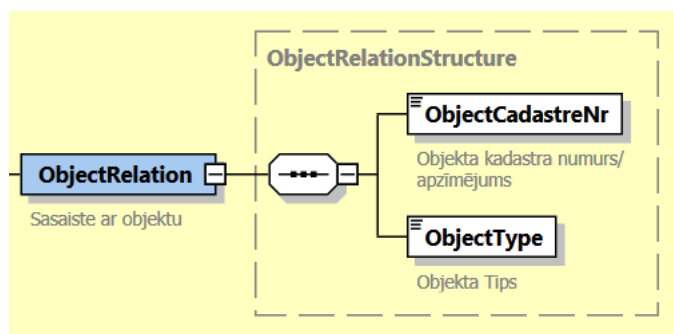 ObjectRelationStructure
ObjectCadastreNr
Objekta kadastra numurs/
apzīmējums
ObjectRelation
Sasaiste ar objektu
ObjectType
Objekta Tips